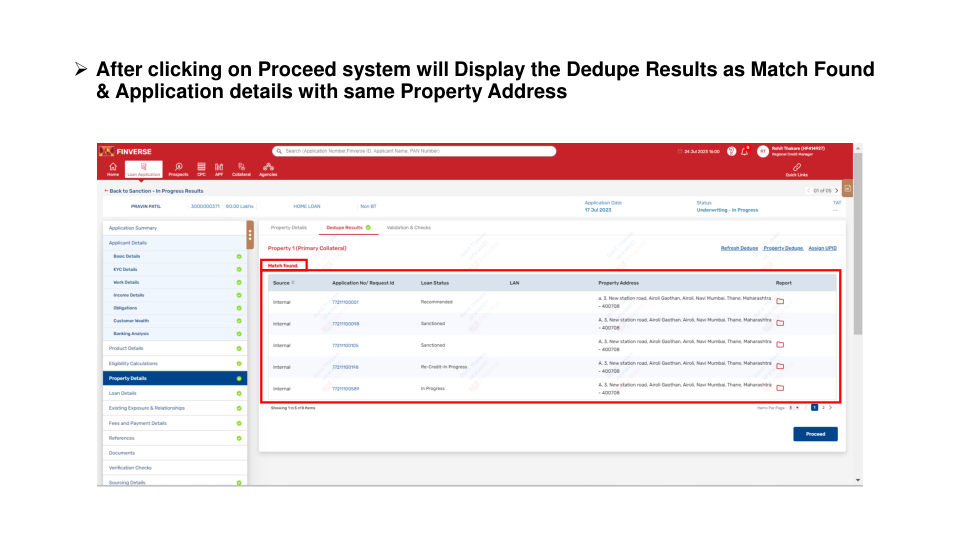 ➢ After clicking on Proceed system will Display the Dedupe Results as Match Found
& Application details with same Property Address
FINVERSE
Search (Application Number, Finverse ID, Applicant Name, PAN Number)
24 Jul 2023 16:00
RT
Rohit Thakare (HFI41927)
Regional Credit Manager
Home
Loan Application
Prospects
CPC
APF
Collateral
Agencies
Quick Links
Back to Sanction - In Progress Results
01 of 55
PRAVIN PATIL
60.00 Lakhs
HOME LOAN
Non BT
Application Date
17 Jul 2023
Status
Underwriting - In Progress
TAT
--
Application Summary
Applicant Details
Basic Details
KYC Details
Work Details
Income Details
Obligations
Customer Wealth
Banking Analysis
Product Details
Eligibility Calculations
Property Details
Loan Details
Existing Exposure & Relationships
Fees and Payment Details
References
Documents
Verification Checks
Sourcing Details
Property Details
Dedupe Results
Validation & Checks
Property 1 (Primary Collateral)
Refresh Dedupe
Property Dedupe
Assign UPID
Match found.
Source
Application No/ Request Id
Loan Status
LAN
Property Address
Report
Internal
Recommended
a, 3, New station road, Airoli Gaothan, Airoli, Navi Mumbai, Thane, Maharashtra
- 400708
Internal
Sanctioned
A, 3, New station road, Airoli Gaothan, Airoli, Navi Mumbai, Thane, Maharashtra
- 400708
Internal
Sanctioned
A, 3, New station road, Airoli Gaothan, Airoli, Navi Mumbai, Thane, Maharashtra
- 400708
Internal
Re-Credit-In-Progress
A, 3, New station road, Airoli Gaothan, Airoli, Navi Mumbai, Thane, Maharashtra
- 400708
Internal
In Progress
A, 3, New station road, Airoli Gaothan, Airoli, Navi Mumbai, Thane, Maharashtra
- 400708
Showing 1 to 5 of 8 Items
Items Per Page 5
1 2
Proceed